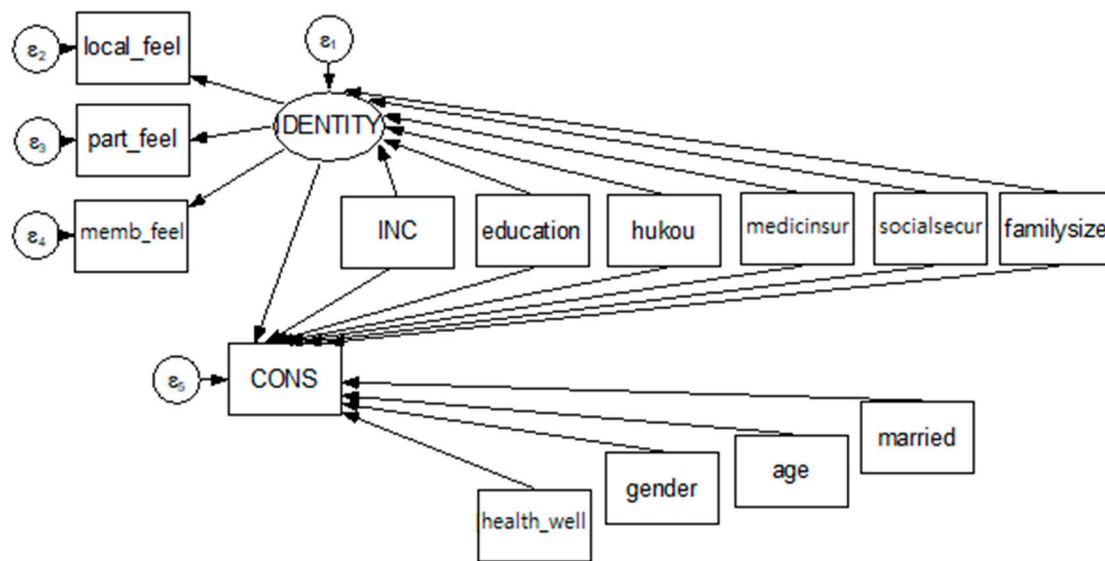 ε1
ε2
local_feel
IDENTITY
ε3
part_feel
ε4
memb_feel
INC
education
hukou
medicinsur
socialsecur
familysize
ε5
CONS
married
age
gender
health_well